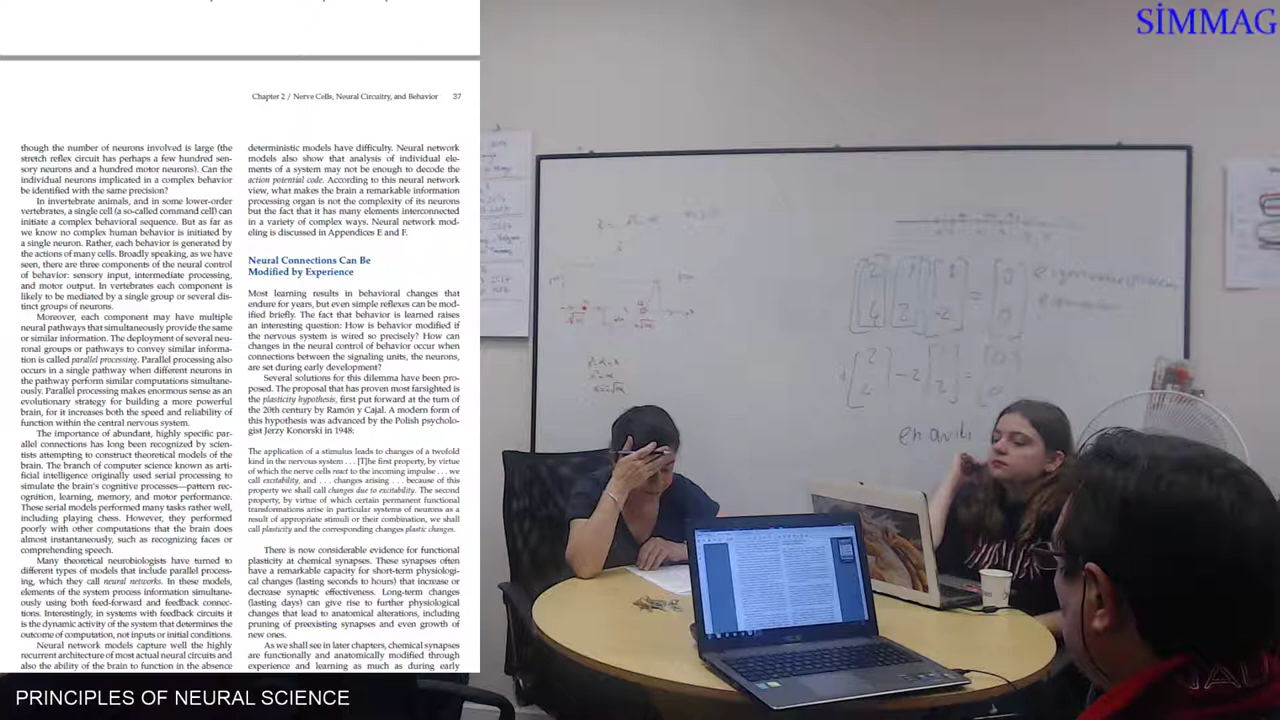 SİMMAG
Chapter 2 / Nerve Cells, Neural Circuitry, and Behavior 37
though the number of neurons involved is large (the
stretch reflex circuit has perhaps a few hundred sen-
sory neurons and a hundred motor neurons). Can the
individual neurons implicated in a complex behavior
be identified with the same precision?
In invertebrate animals, and in some lower-order
vertebrates, a single cell (a so-called command cell) can
initiate a complex behavioral sequence. But as far as
we know no complex human behavior is initiated by
a single neuron. Rather, each behavior is generated by
the actions of many cells. Broadly speaking, as we have
seen, there are three components of the neural control
of behavior: sensory input, intermediate processing,
and motor output. In vertebrates each component is
likely to be mediated by a single group or several dis-
tinct groups of neurons.
Moreover, each component may have multiple
neural pathways that simultaneously provide the same
or similar information. The deployment of several neu-
ronal groups or pathways to convey similar informa-
tion is called parallel processing. Parallel processing also
occurs in a single pathway when different neurons in
the pathway perform similar computations simultane-
ously. Parallel processing makes enormous sense as an
evolutionary strategy for building a more powerful
brain, for it increases both the speed and reliability of
function within the central nervous system.
The importance of abundant, highly specific par-
allel connections has long been recognized by scien-
tists attempting to construct theoretical models of the
brain. The branch of computer science known as arti-
ficial intelligence originally used serial processing to
simulate the brain's cognitive processes—pattern rec-
ognition, learning, memory, and motor performance.
These serial models performed many tasks rather well,
including playing chess. However, they performed
poorly with other computations that the brain does
almost instantaneously, such as recognizing faces or
comprehending speech.
Many theoretical neurobiologists have turned to
different types of models that include parallel process-
ing, which they call neural networks. In these models,
elements of the system process information simultane-
ously using both feed-forward and feedback connec-
tions. Interestingly, in systems with feedback circuits it
is the dynamic activity of the system that determines the
outcome of computation, not inputs or initial conditions.
Neural network models capture well the highly
recurrent architecture of most actual neural circuits and
also the ability of the brain to function in the absence
deterministic models have difficulty. Neural network
models also show that analysis of individual ele-
ments of a system may not be enough to decode the
action potential code. According to this neural network
view, what makes the brain a remarkable information
processing organ is not the complexity of its neurons
but the fact that it has many elements interconnected
in a variety of complex ways. Neural network mod-
eling is discussed in Appendices E and F.
Neural Connections Can Be
Modified by Experience
Most learning results in behavioral changes that
endure for years, but even simple reflexes can be mod-
ified briefly. The fact that behavior is learned raises
an interesting question: How is behavior modified if
the nervous system is wired so precisely? How can
changes in the neural control of behavior occur when
connections between the signaling units, the neurons,
are set during early development?
Several solutions for this dilemma have been pro-
posed. The proposal that has proven most farsighted is
the plasticity hypothesis, first put forward at the turn of
the 20th century by Ramón y Cajal. A modern form of
this hypothesis was advanced by the Polish psycholo-
gist Jerzy Konorski in 1948:
The application of a stimulus leads to changes of a twofold
kind in the nervous system . . . [T]he first property, by virtue
of which the nerve cells react to the incoming impulse . . . we
call excitability, and . . . changes arising . . . because of this
property we shall call changes due to excitability. The second
property, by virtue of which certain permanent functional
transformations arise in particular systems of neurons as a
result of appropriate stimuli or their combination, we shall
call plasticity and the corresponding changes plastic changes.
There is now considerable evidence for functional
plasticity at chemical synapses. These synapses often
have a remarkable capacity for short-term physiologi-
cal changes (lasting seconds to hours) that increase or
decrease synaptic effectiveness. Long-term changes
(lasting days) can give rise to further physiological
changes that lead to anatomical alterations, including
pruning of preexisting synapses and even growth of
new ones.
As we shall see in later chapters, chemical synapses
are functionally and anatomically modified through
experience and learning as much as during early
PRINCIPLES OF NEURAL SCIENCE